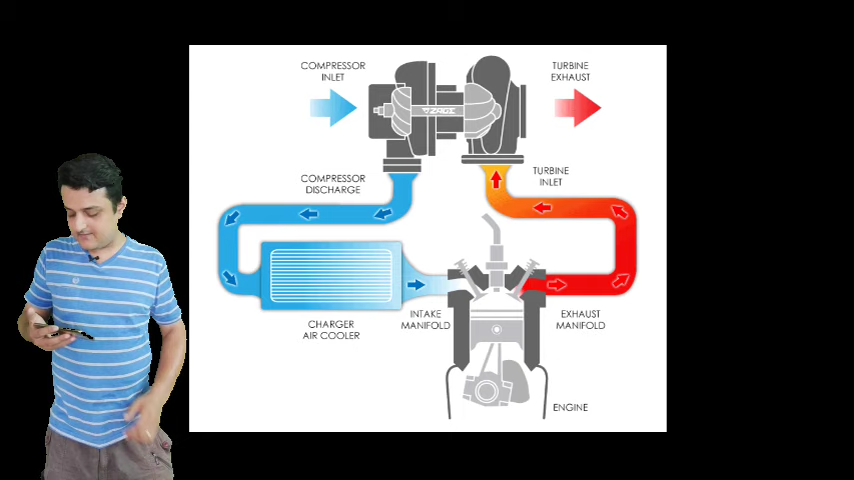 COMPRESSOR
INLET
TURBINE
EXHAUST
COMPRESSOR
DISCHARGE
TURBINE
INLET
CHARGER
AIR COOLER
INTAKE
MANIFOLD
EXHAUST
MANIFOLD
ENGINE